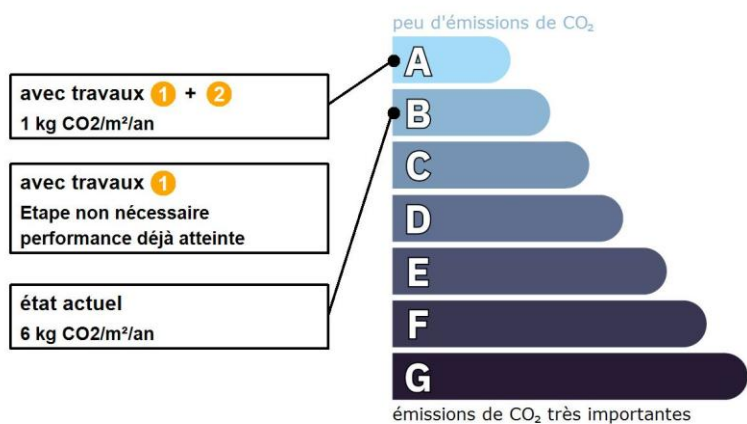 peu d'émissions de CO₂
A
B
C
D
E
F
G
émissions de CO₂ très importantes
avec travaux 1 + 2
1 kg CO2/m²/an
avec travaux 1
Etape non nécessaire
performance déjà atteinte
état actuel
6 kg CO2/m²/an